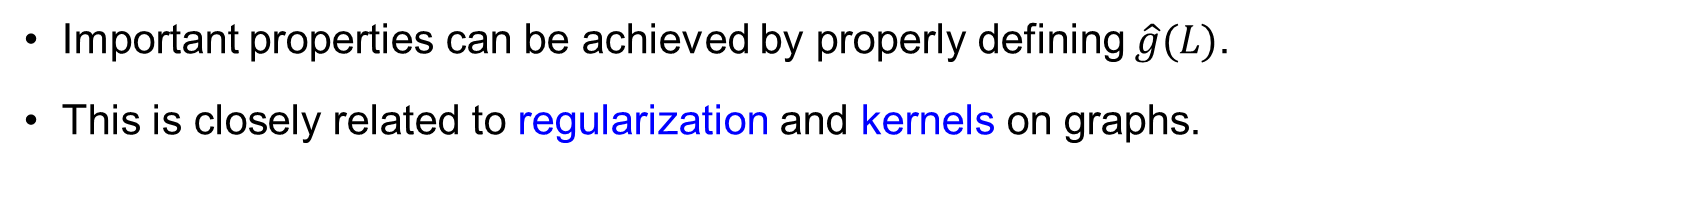 • Important properties can be achieved by properly defining ĝ(L).
• This is closely related to regularization and kernels on graphs.